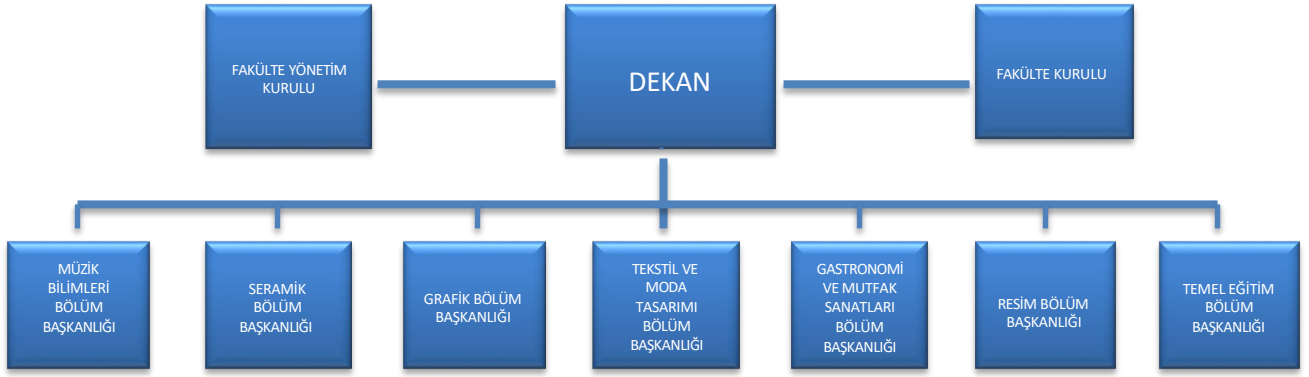 FAKÜLTE YÖNETİM
KURULU
DEKAN
FAKÜLTE KURULU
MÜZİK
BİLİMLERİ
BÖLÜM
BAŞKANLIĞI
SERAMİK
BÖLÜM
BAŞKANLIĞI
GRAFİK BÖLÜM
BAŞKANLIĞI
TEKSTİL VE
MODA
TASARIMI
BÖLÜM
BAŞKANLIĞI
GASTRONOMİ
VE MUTFAK
SANATLARI
BÖLÜM
BAŞKANLIĞI
RESİM BÖLÜM
BAŞKANLIĞI
TEMEL EĞİTİM
BÖLÜM
BAŞKANLIĞI